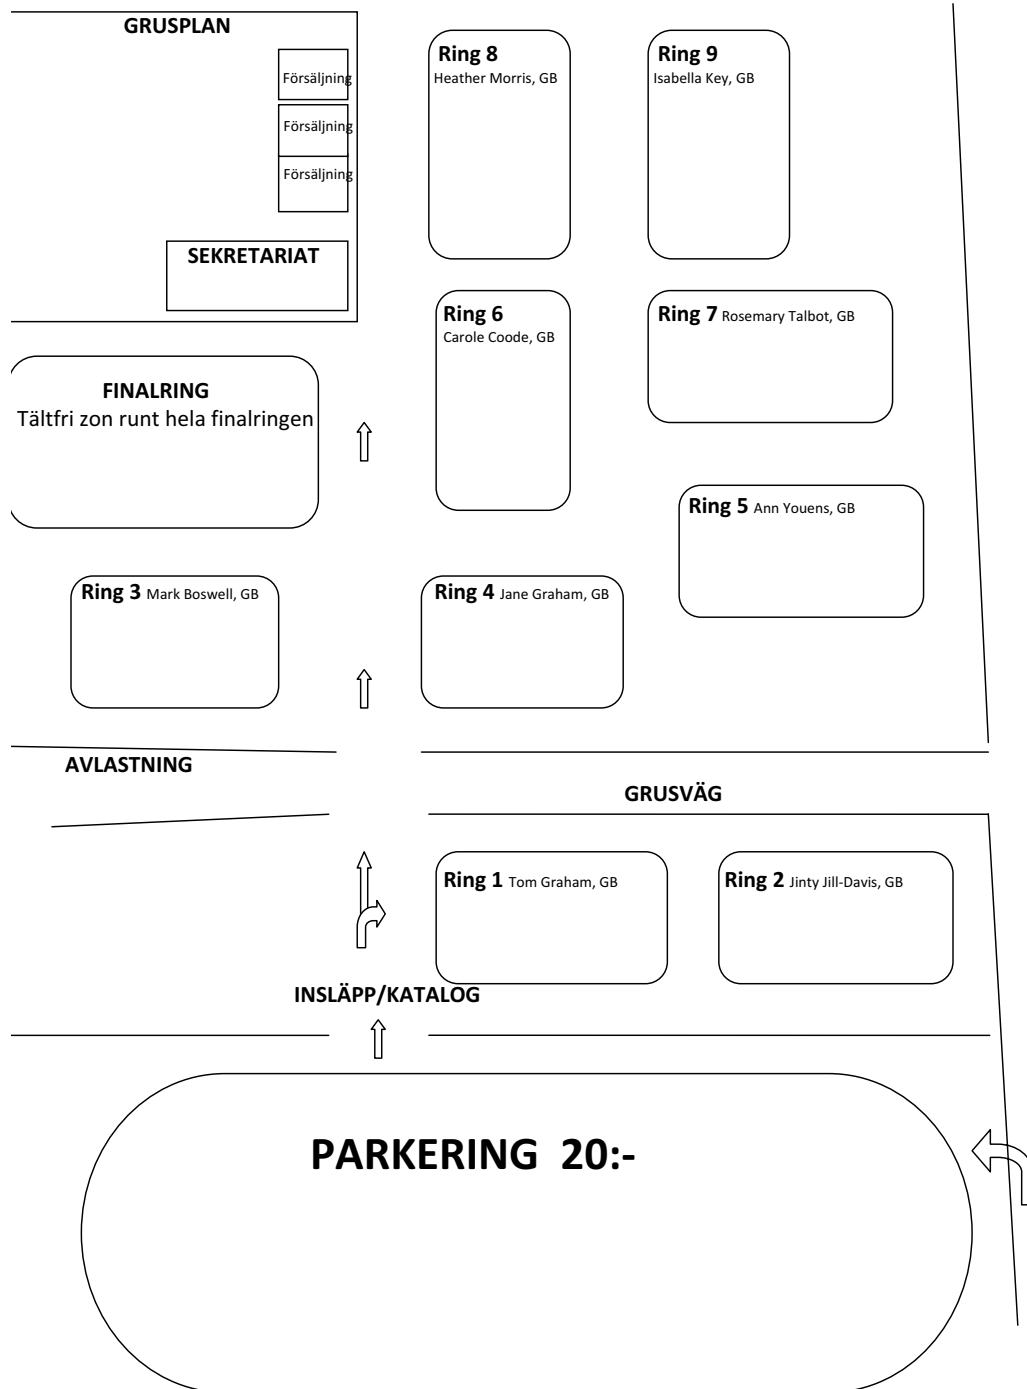 GRUSPLAN
Försäljning
Försäljning
Försäljning
SEKRETARIAT
Ring 8
Heather Morris, GB
Ring 9
Isabella Key, GB
Ring 6
Carole Coode, GB
Ring 7 Rosemary Talbot, GB
FINALRING
Tältfri zon runt hela finalringen
Ring 5 Ann Youens, GB
Ring 3 Mark Boswell, GB
Ring 4 Jane Graham, GB
AVLASTNING
GRUSVÄG
Ring 1 Tom Graham, GB
Ring 2 Jinty Jill-Davis, GB
INSLÄPP/KATALOG
PARKERING 20:-